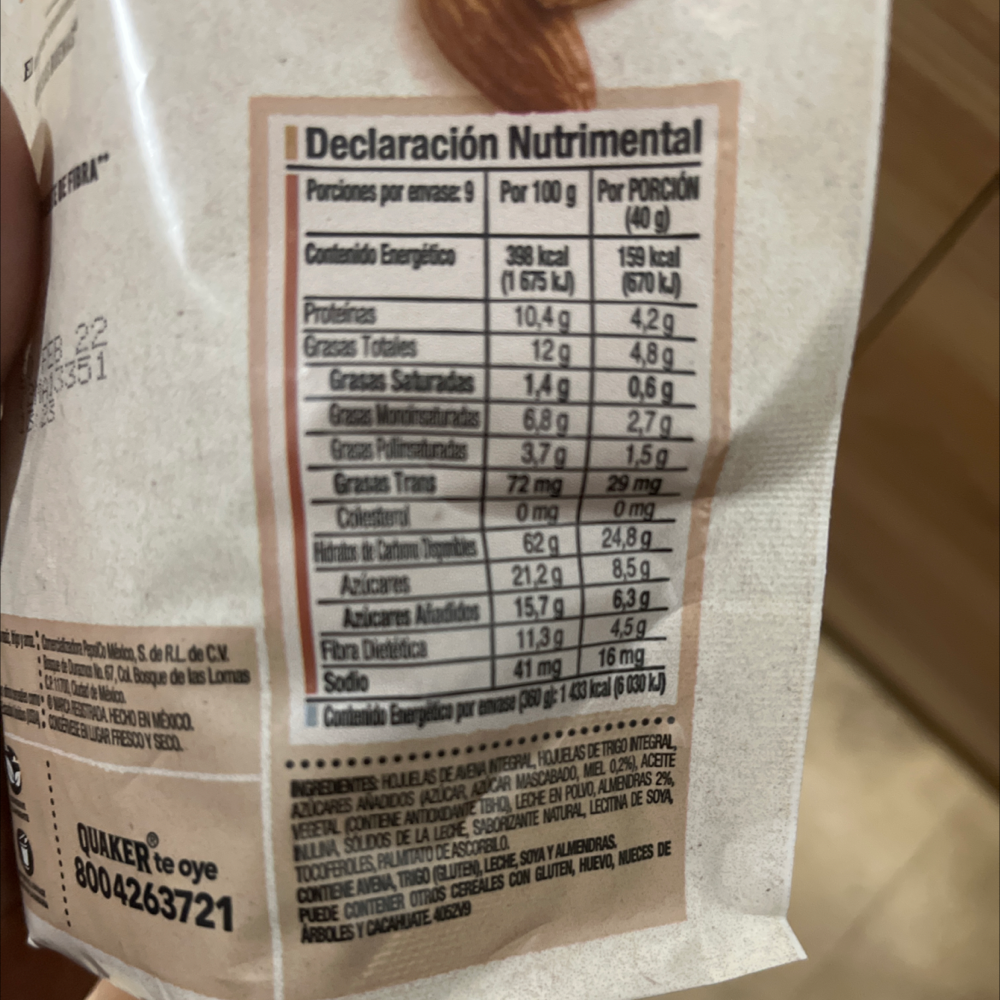 DE FIBRA**
FEB 22
3351
Declaración Nutrimental
Porciones por envase: 9 Por 100 g Por PORCIÓN
(40 g)
Contenido Energético 398 kcal 159 kcal
(1 675 kJ) (670 kJ)
Proteínas 10,4 g 4,2 g
Grasas Totales 12 g 4,8 g
Grasas Saturadas 1,4 g 0,6 g
Grasas Monoinsaturadas 6,8 g 2,7 g
Grasas Poliinsaturadas 3,7 g 1,5 g
Grasas Trans 72 mg 29 mg
Colesterol 0 mg 0 mg
Hidratos de Carbono Disponibles 62 g 24,8 g
Azúcares 21,2 g 8,5 g
Azúcares Añadidos 15,7 g 6,3 g
Fibra Dietética 11,3 g 4,5 g
Sodio 41 mg 16 mg
Contenido Energético por envase (360 g): 1 433 kcal (6 030 kJ)
INGREDIENTES: HOJUELAS DE AVENA INTEGRAL, HOJUELAS DE TRIGO INTEGRAL,
AZÚCARES AÑADIDOS (AZÚCAR, AZÚCAR MASCABADO, MIEL 0,2%), ACEITE
VEGETAL (CONTIENE ANTIOXIDANTE TBHQ), LECHE EN POLVO, ALMENDRAS 2%,
INULINA, SÓLIDOS DE LA LECHE, SABORIZANTE NATURAL, LECITINA DE SOYA,
TOCOFEROLES, PALMITATO DE ASCORBILO.
CONTIENE AVENA, TRIGO (GLUTEN), LECHE, SOYA Y ALMENDRAS.
PUEDE CONTENER OTROS CEREALES CON GLUTEN, HUEVO, NUECES DE
ÁRBOLES Y CACAHUATE. 4052V9
Comercializadora PepsiCo México, S. de R.L. de C.V.
Bosque de Duraznos No. 67, Col. Bosque de las Lomas
C.P. 11700, Ciudad de México.
® MARCA REGISTRADA. HECHO EN MÉXICO.
CONSÉRVESE EN LUGAR FRESCO Y SECO.
QUAKER® te oye
8004263721